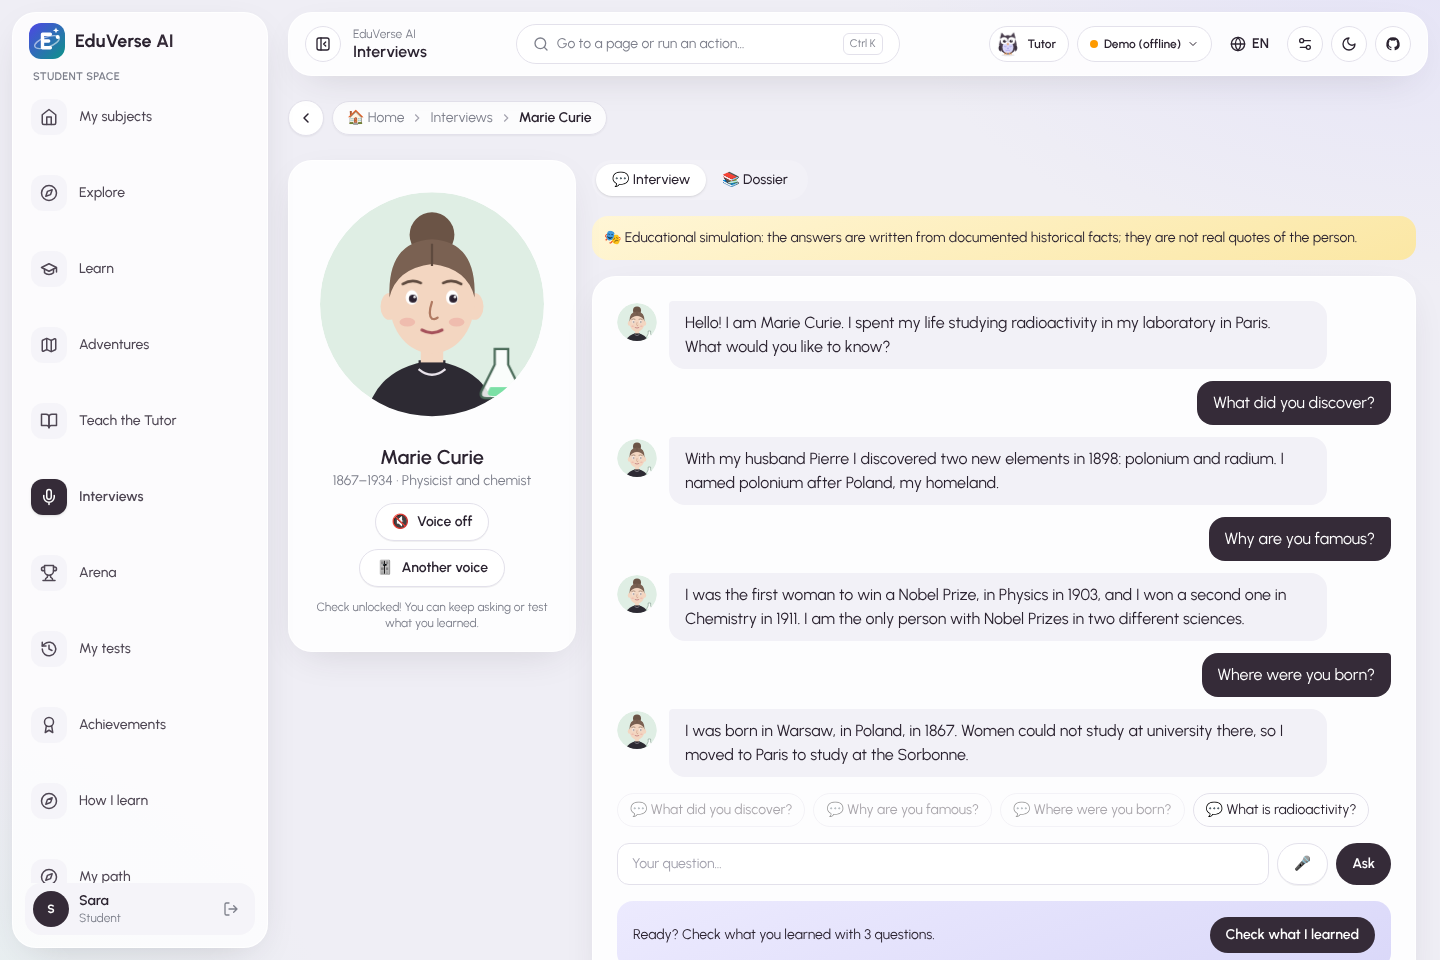 EduVerse AI
STUDENT SPACE
My subjects
Explore
Learn
Adventures
Teach the Tutor
Interviews
Arena
My tests
Achievements
How I learn
My path
S
Sara
Student
EduVerse AI
Interviews
Go to a page or run an action...
Ctrl K
Tutor
Demo (offline)
EN
Home
Interviews
Marie Curie
Marie Curie
1867–1934 · Physicist and chemist
Voice off
Another voice
Check unlocked! You can keep asking or test
what you learned.
Interview
Dossier
Educational simulation: the answers are written from documented historical facts; they are not real quotes of the person.
Hello! I am Marie Curie. I spent my life studying radioactivity in my laboratory in Paris.
What would you like to know?
What did you discover?
With my husband Pierre I discovered two new elements in 1898: polonium and radium. I
named polonium after Poland, my homeland.
Why are you famous?
I was the first woman to win a Nobel Prize, in Physics in 1903, and I won a second one in
Chemistry in 1911. I am the only person with Nobel Prizes in two different sciences.
Where were you born?
I was born in Warsaw, in Poland, in 1867. Women could not study at university there, so I
moved to Paris to study at the Sorbonne.
What did you discover?
Why are you famous?
Where were you born?
What is radioactivity?
Your question...
Ask
Ready? Check what you learned with 3 questions.
Check what I learned